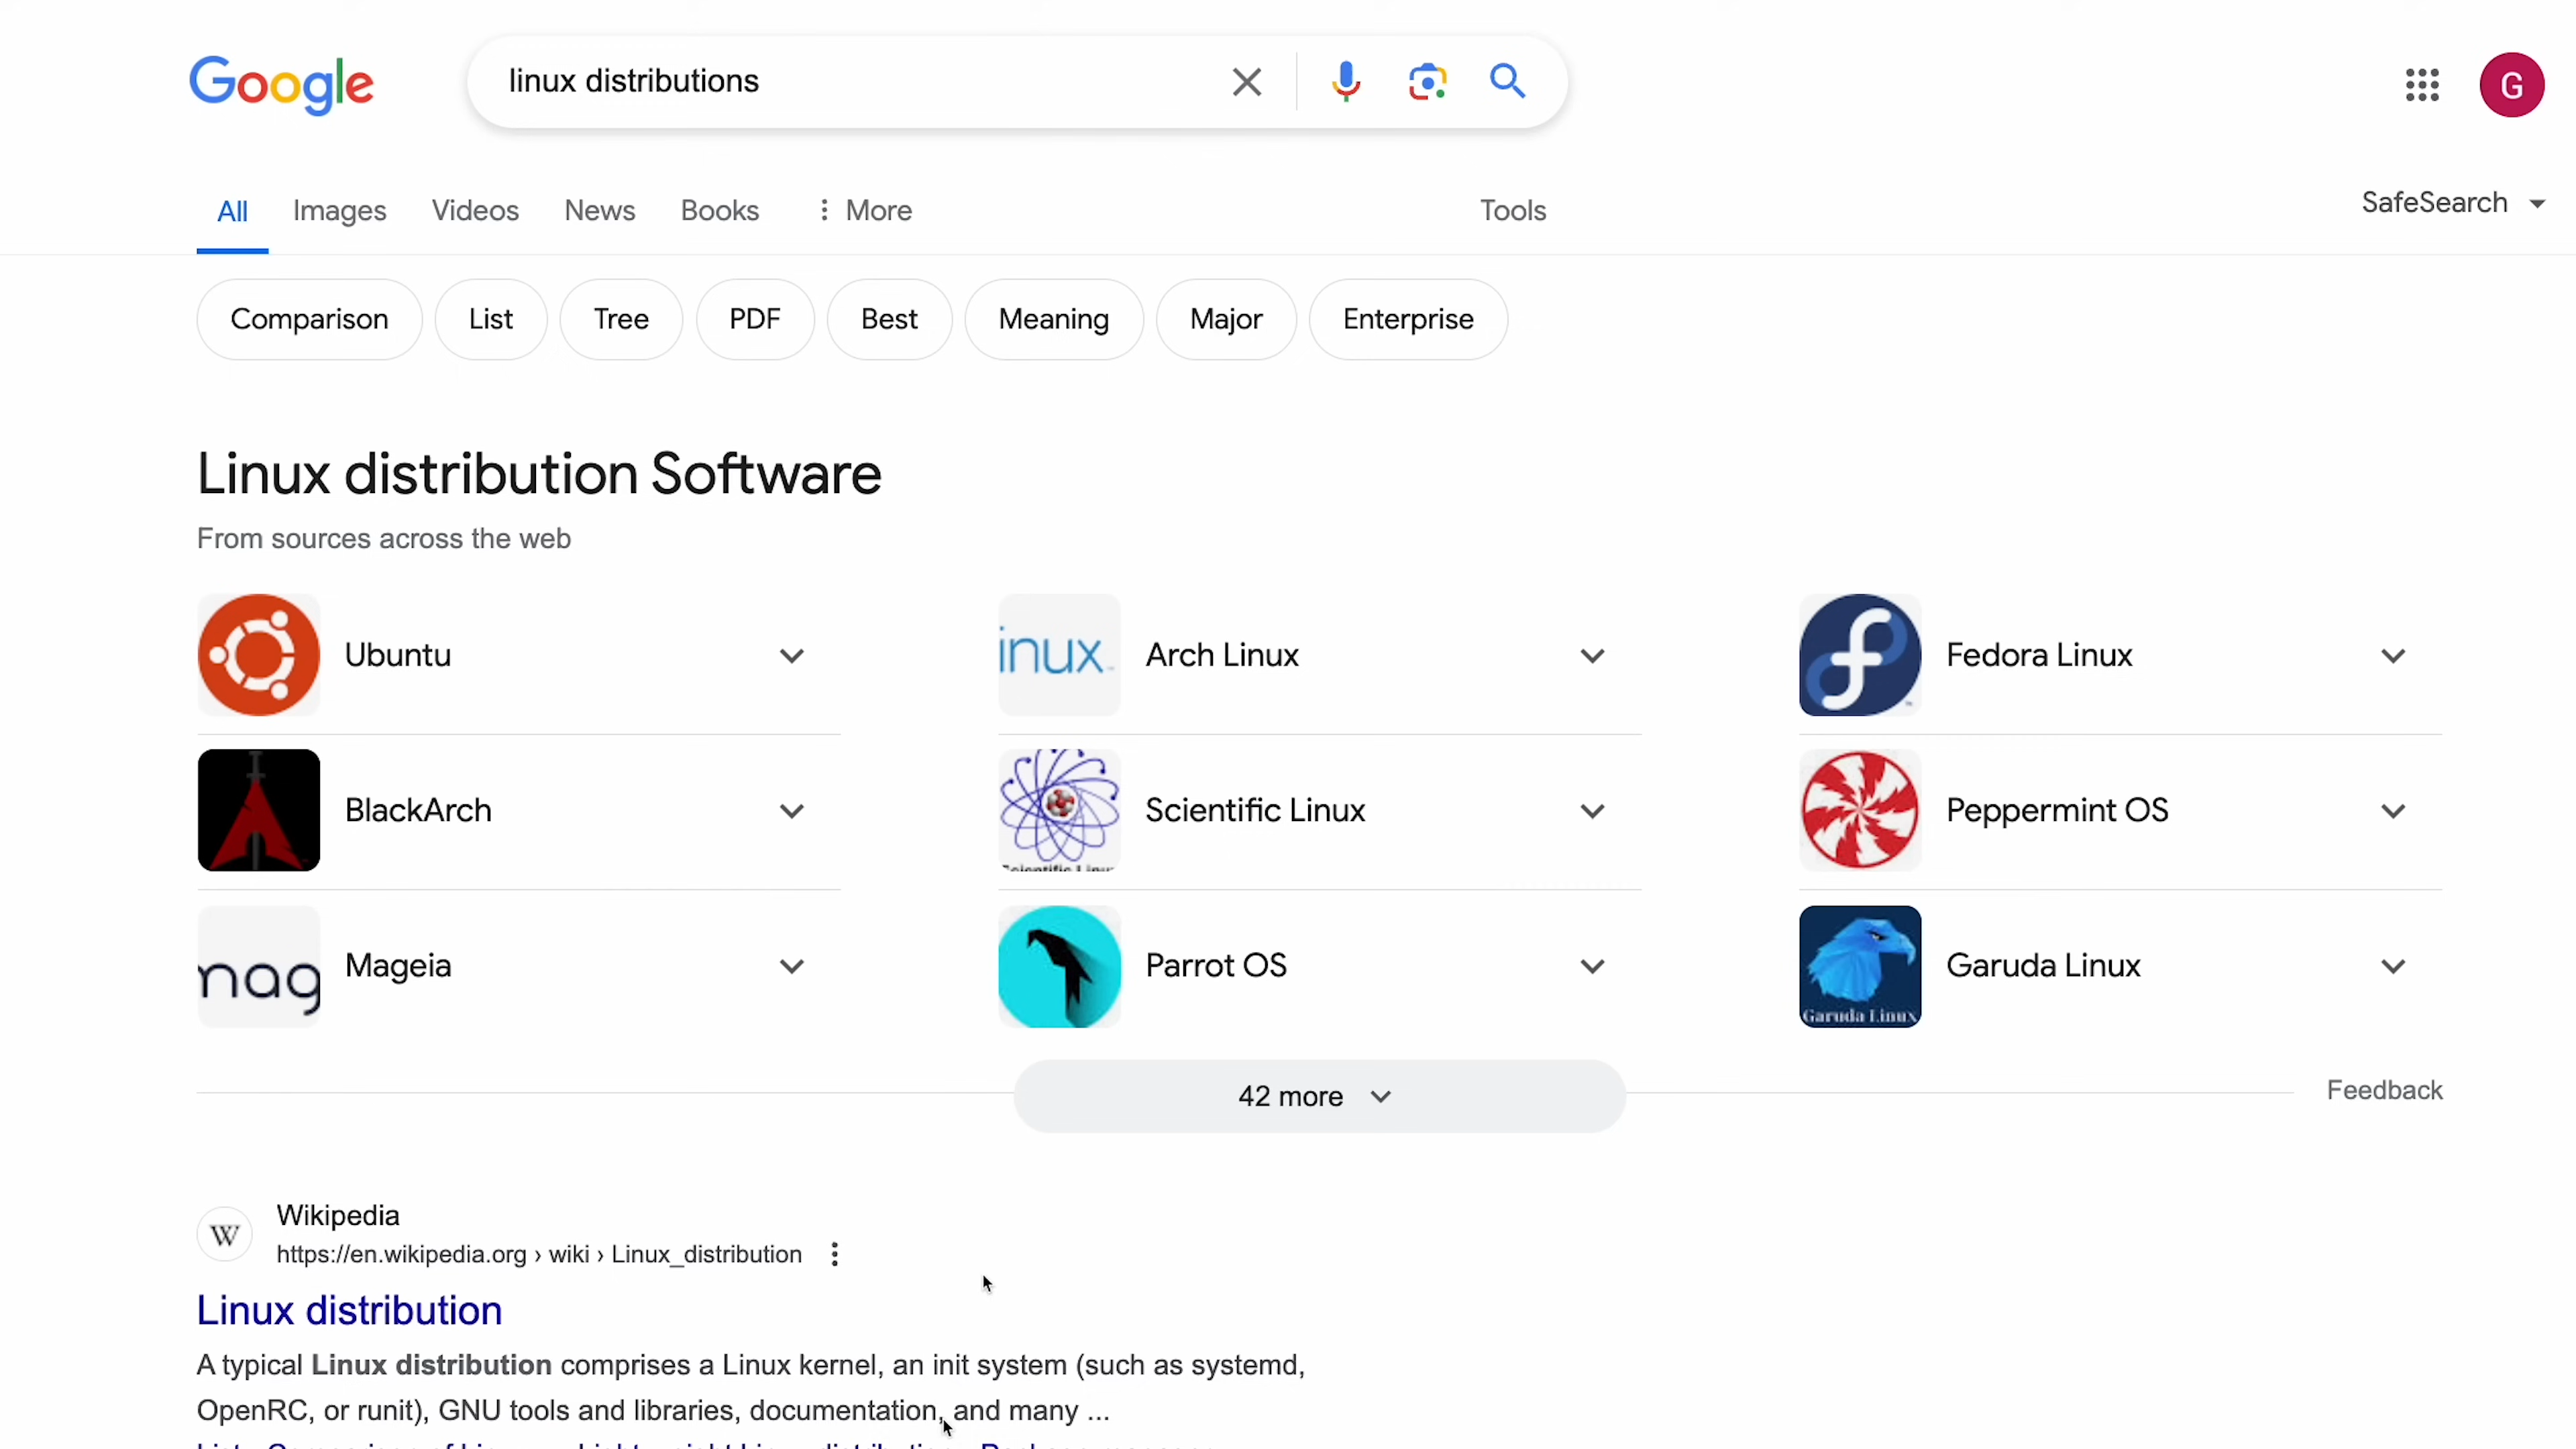 Google
linux distributions
G
All Images Videos News Books More Tools SafeSearch
Comparison List Tree PDF Best Meaning Major Enterprise
Linux distribution Software
From sources across the web
Ubuntu
inux
Arch Linux
Fedora Linux
BlackArch
Scientific Linux
Peppermint OS
mag
Mageia
Parrot OS
Garuda Linux
Garuda Linux
42 more
Feedback
W
Wikipedia
https://en.wikipedia.org › wiki › Linux_distribution
Linux distribution
A typical Linux distribution comprises a Linux kernel, an init system (such as systemd,
OpenRC, or runit), GNU tools and libraries, documentation, and many ...